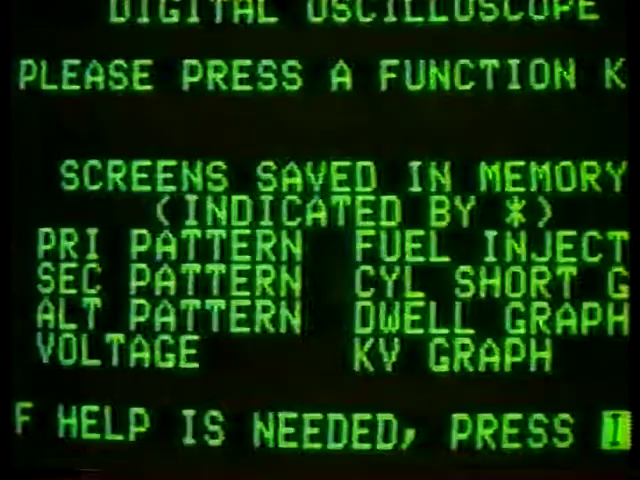 DIGITAL OSCILLOSCOPE
PLEASE PRESS A FUNCTION K
SCREENS SAVED IN MEMORY
(INDICATED BY *)
PRI PATTERN FUEL INJECT
SEC PATTERN CYL SHORT G
ALT PATTERN DWELL GRAPH
VOLTAGE KV GRAPH
F HELP IS NEEDED, PRESS I